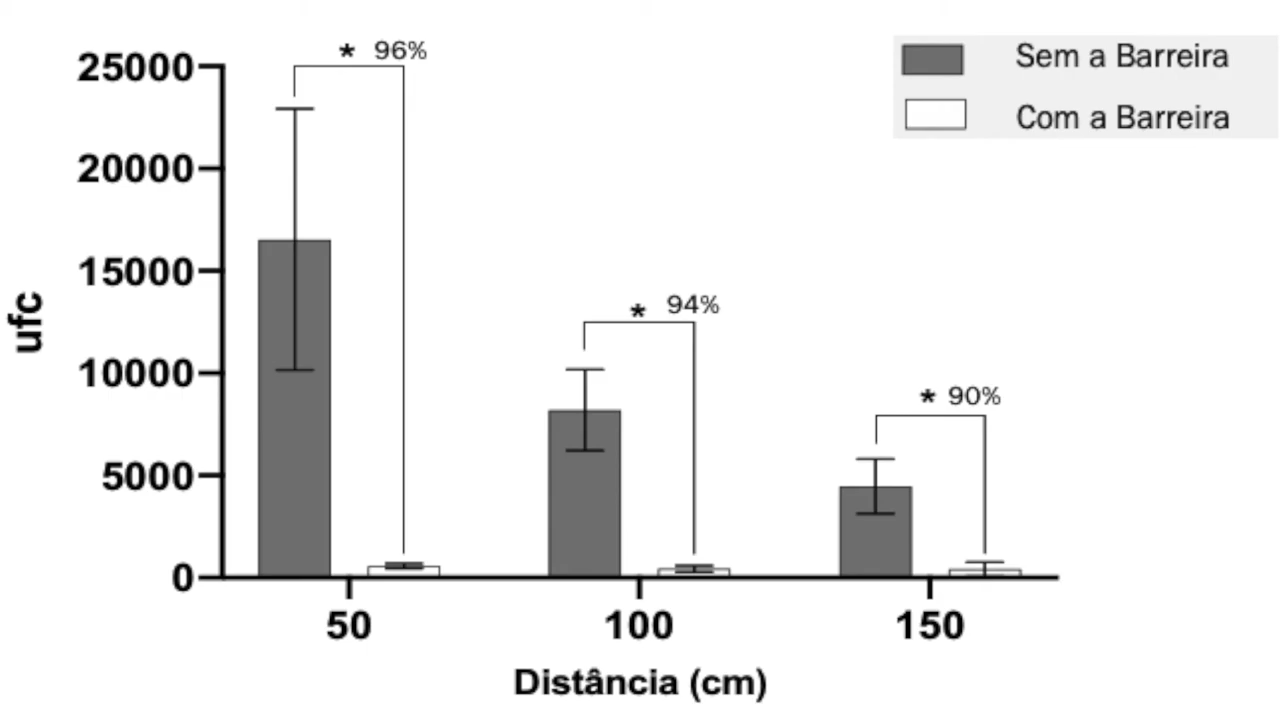 * 96%
25000
20000
15000
10000
5000
0
ufc
* 94%
* 90%
Sem a Barreira
Com a Barreira
50 100 150
Distância (cm)